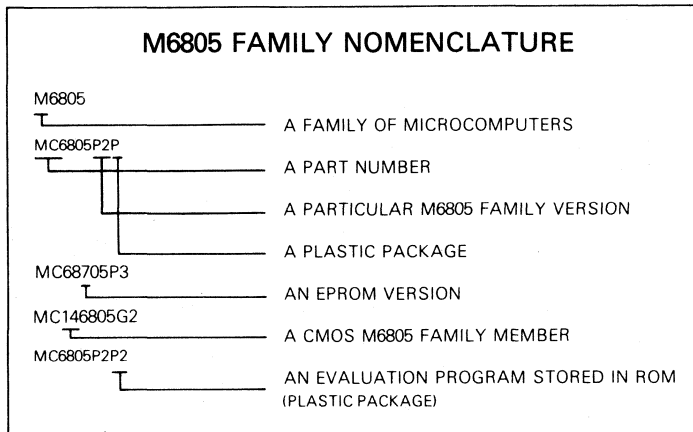 M6805 FAMILY NOMENCLATURE
M6805
A FAMILY OF MICROCOMPUTERS
MC6805P2P
A PART NUMBER
A PARTICULAR M6805 FAMILY VERSION
A PLASTIC PACKAGE
MC68705P3
AN EPROM VERSION
MC146805G2
A CMOS M6805 FAMILY MEMBER
MC6805P2P2
AN EVALUATION PROGRAM STORED IN ROM
(PLASTIC PACKAGE)